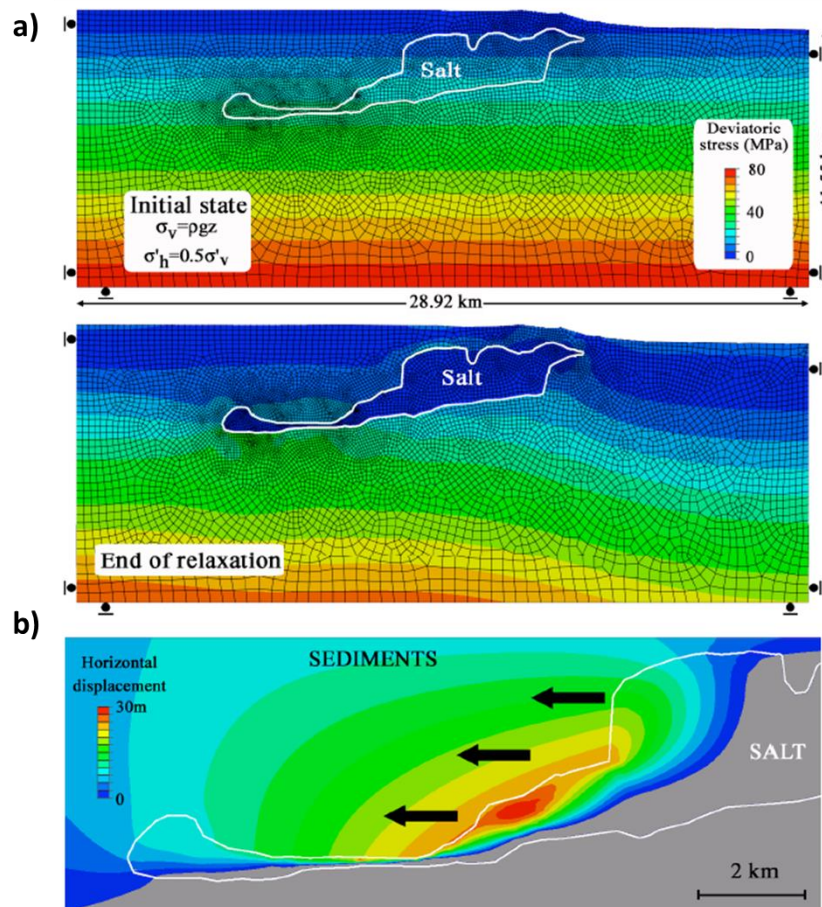 a)
Salt
Deviatoric
stress (MPa)
80
40
0
Initial state
σv=ρgz
σ'h=0.5σ'v
28.92 km
Salt
End of relaxation
b)
SEDIMENTS
Horizontal
displacement
30m
0
SALT
2 km